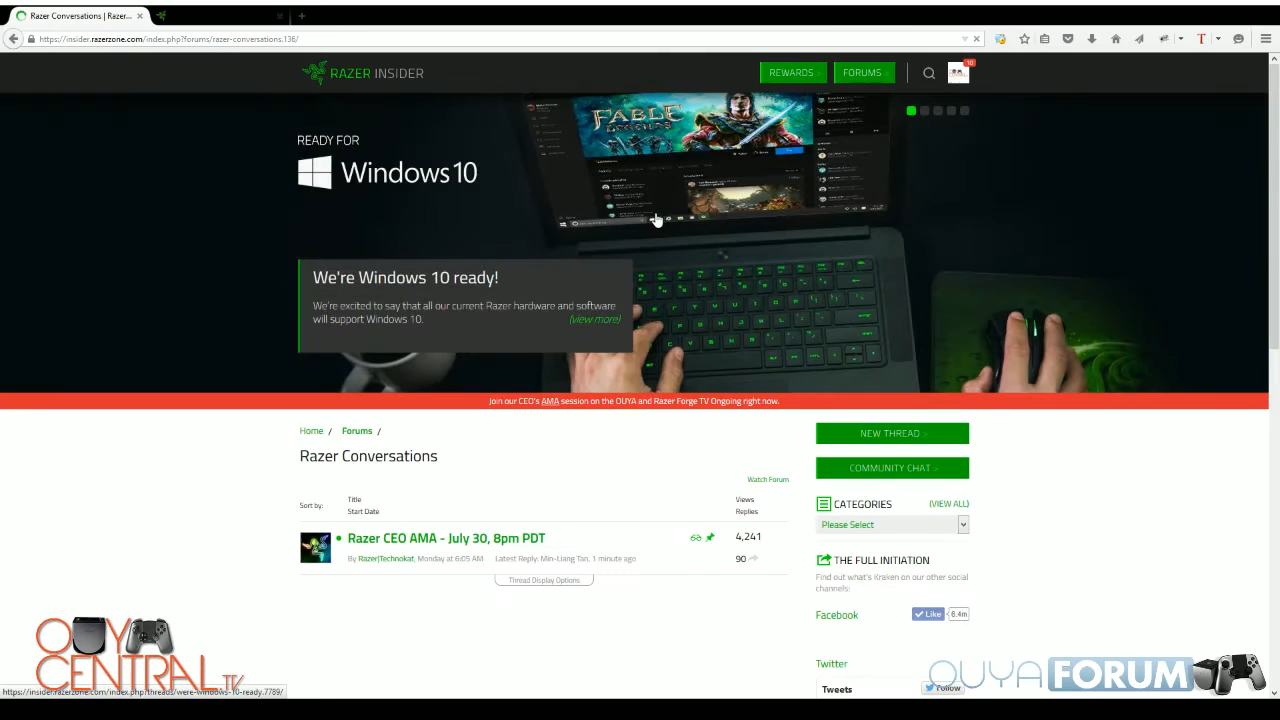 Razer Conversations | Razer...
https://insider.razerzone.com/index.php?forums/razer-conversations.136/
RAZER INSIDER
REWARDS >
FORUMS >
10
FABLE
LEGENDS
READY FOR
Windows 10
We're Windows 10 ready!
We're excited to say that all our current Razer hardware and software
will support Windows 10.
(view more)
Join our CEO's AMA session on the OUYA and Razer Forge TV Ongoing right now.
Home / Forums /
Razer Conversations
Watch Forum
Sort by:
Title
Start Date
Views
Replies
Razer CEO AMA - July 30, 8pm PDT
4,241
By Razer|Technokat, Monday at 6:05 AM
Latest Reply: Min-Liang Tan, 1 minute ago
90
Thread Display Options
NEW THREAD >
COMMUNITY CHAT >
CATEGORIES
(VIEW ALL)
Please Select
THE FULL INITIATION
Find out what's Kraken on our other social
channels:
Facebook
Like
6.4m
Twitter
Tweets
Follow
OUYA
CENTRAL.TV
OUYAFORUM
https://insider.razerzone.com/index.php?threads/were-windows-10-ready.7789/